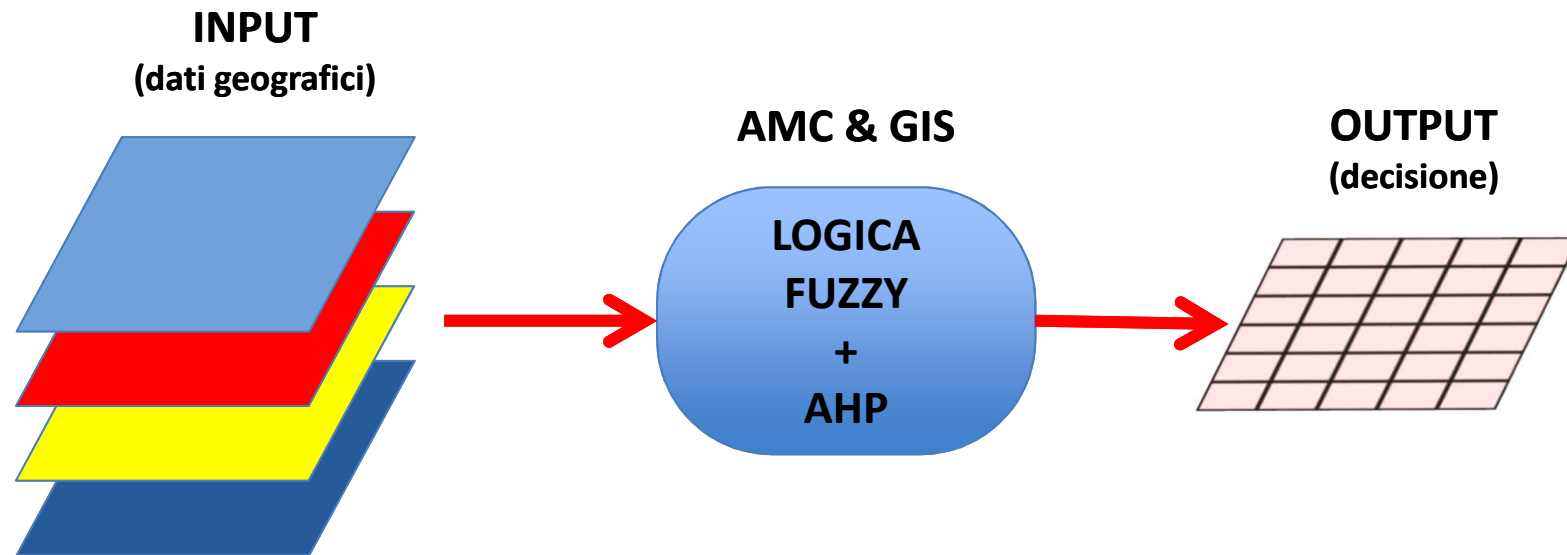 INPUT
(dati geografici)
AMC & GIS
LOGICA
FUZZY
+
AHP
OUTPUT
(decisione)